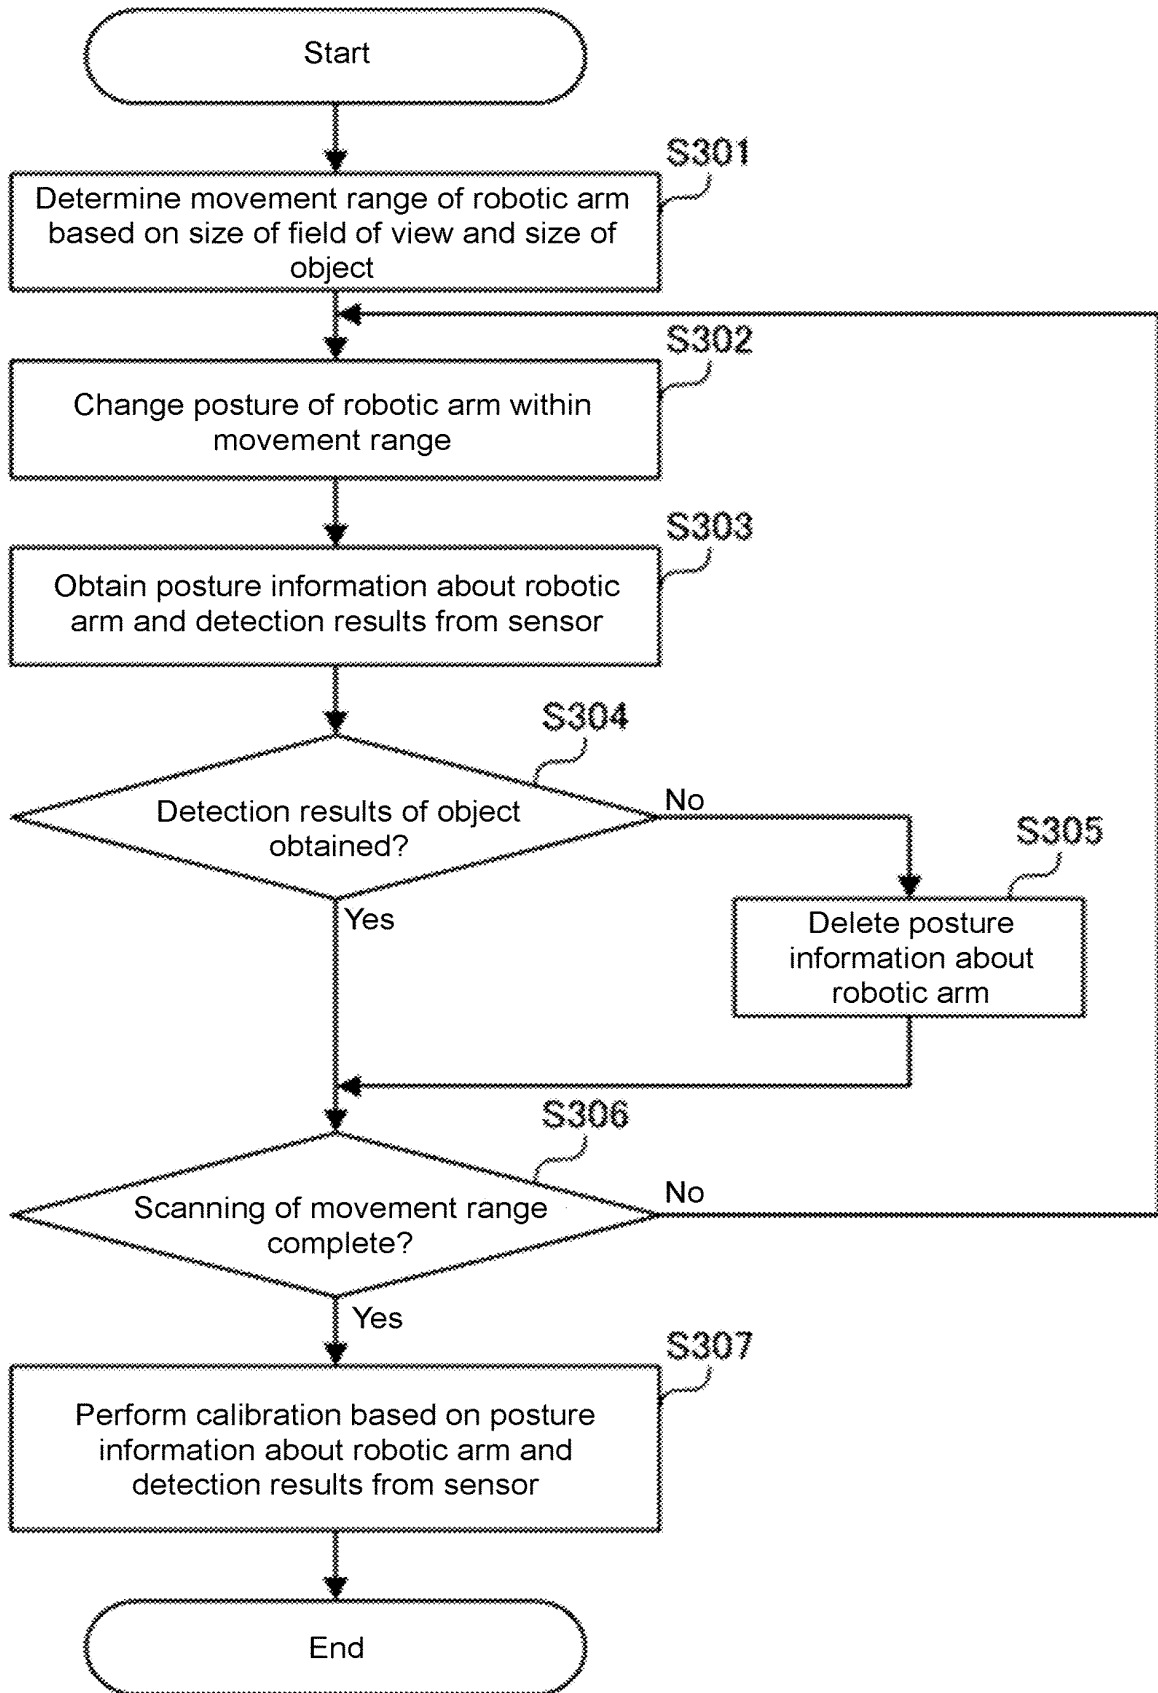 Start
S301
Determine movement range of robotic arm
based on size of field of view and size of
object
S302
Change posture of robotic arm within
movement range
S303
Obtain posture information about robotic
arm and detection results from sensor
S304
Detection results of object
obtained?
No
Yes
S305
Delete posture
information about
robotic arm
S306
Scanning of movement range
complete?
No
Yes
S307
Perform calibration based on posture
information about robotic arm and
detection results from sensor
End